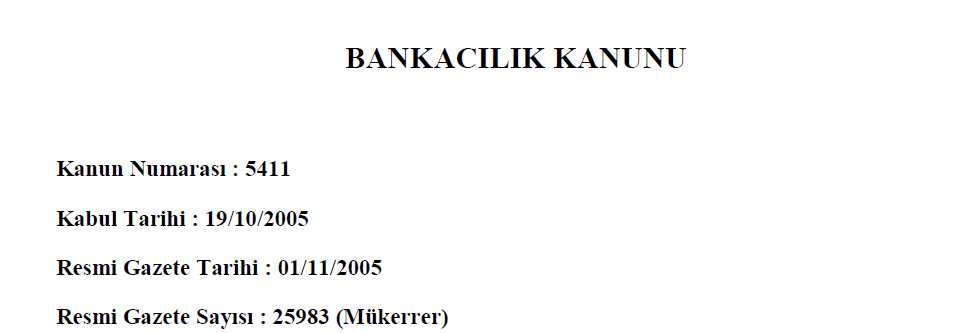 BANKACILIK KANUNU
Kanun Numarası : 5411
Kabul Tarihi : 19/10/2005
Resmi Gazete Tarihi : 01/11/2005
Resmi Gazete Sayısı : 25983 (Mükerrer)